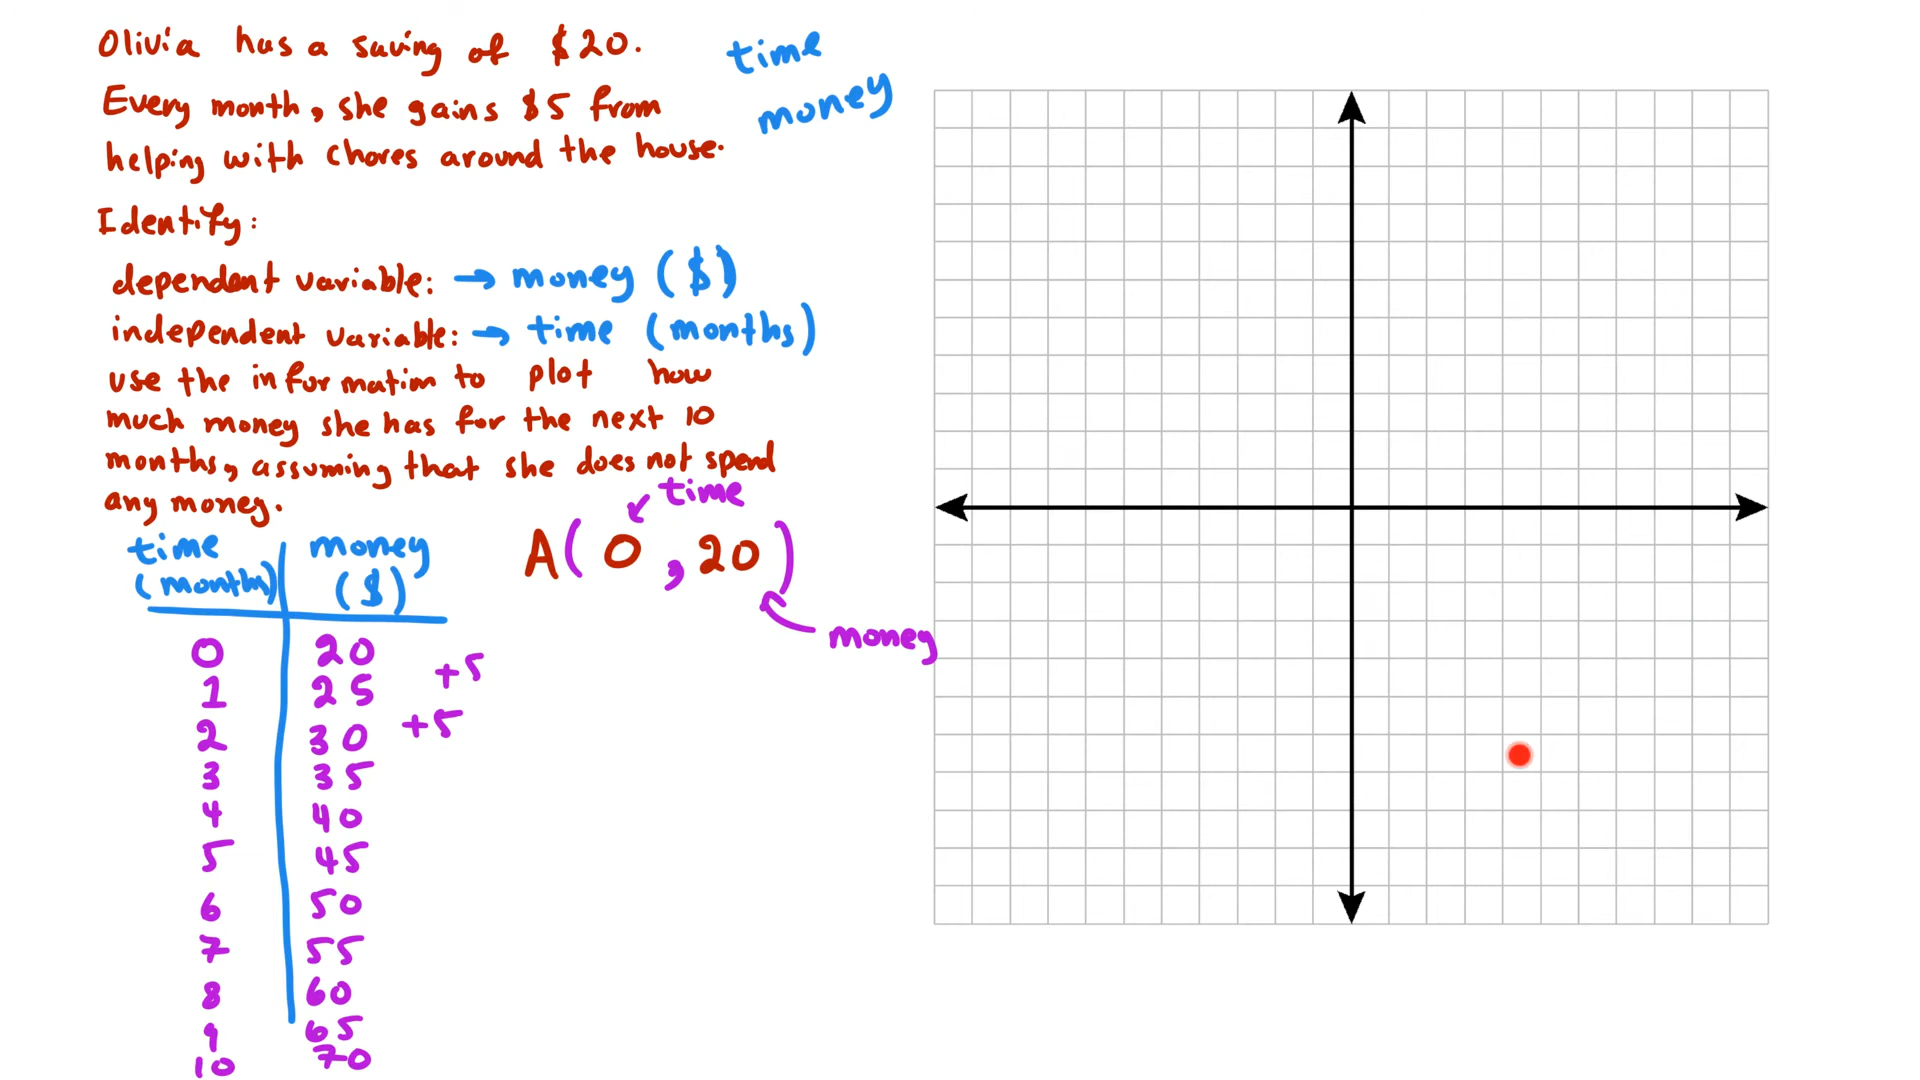 Olivia has a saving of $20.
Every month, she gains $5 from
helping with chores around the house.
time
money
Identify:
dependent variable: → money ($)
independent variable: → time (months)
use the information to plot how
much money she has for the next 10
months, assuming that she does not spend
any money.
time
A(0, 20)
money
time (months) | money ($)
0 20
1 25
2 30
3 35
4 40
5 45
6 50
7 55
8 60
9 65
10 70
+5
+5